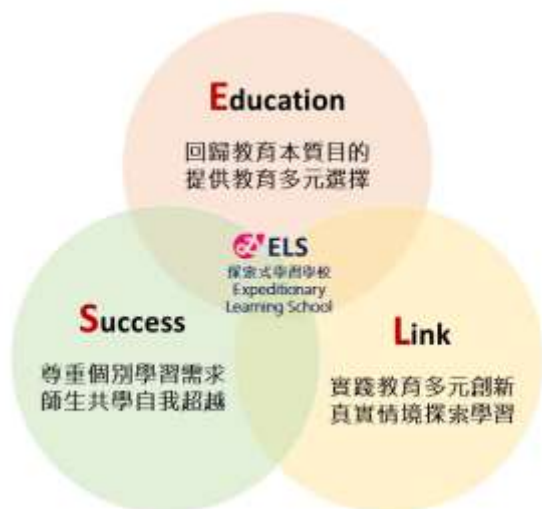 Education
回歸教育本質目的
提供教育多元選擇
ELS
探索式學習學校
Expeditionary
Learning School
Success
尊重個別學習需求
師生共學自我超越
Link
實踐教育多元創新
真實情境探索學習